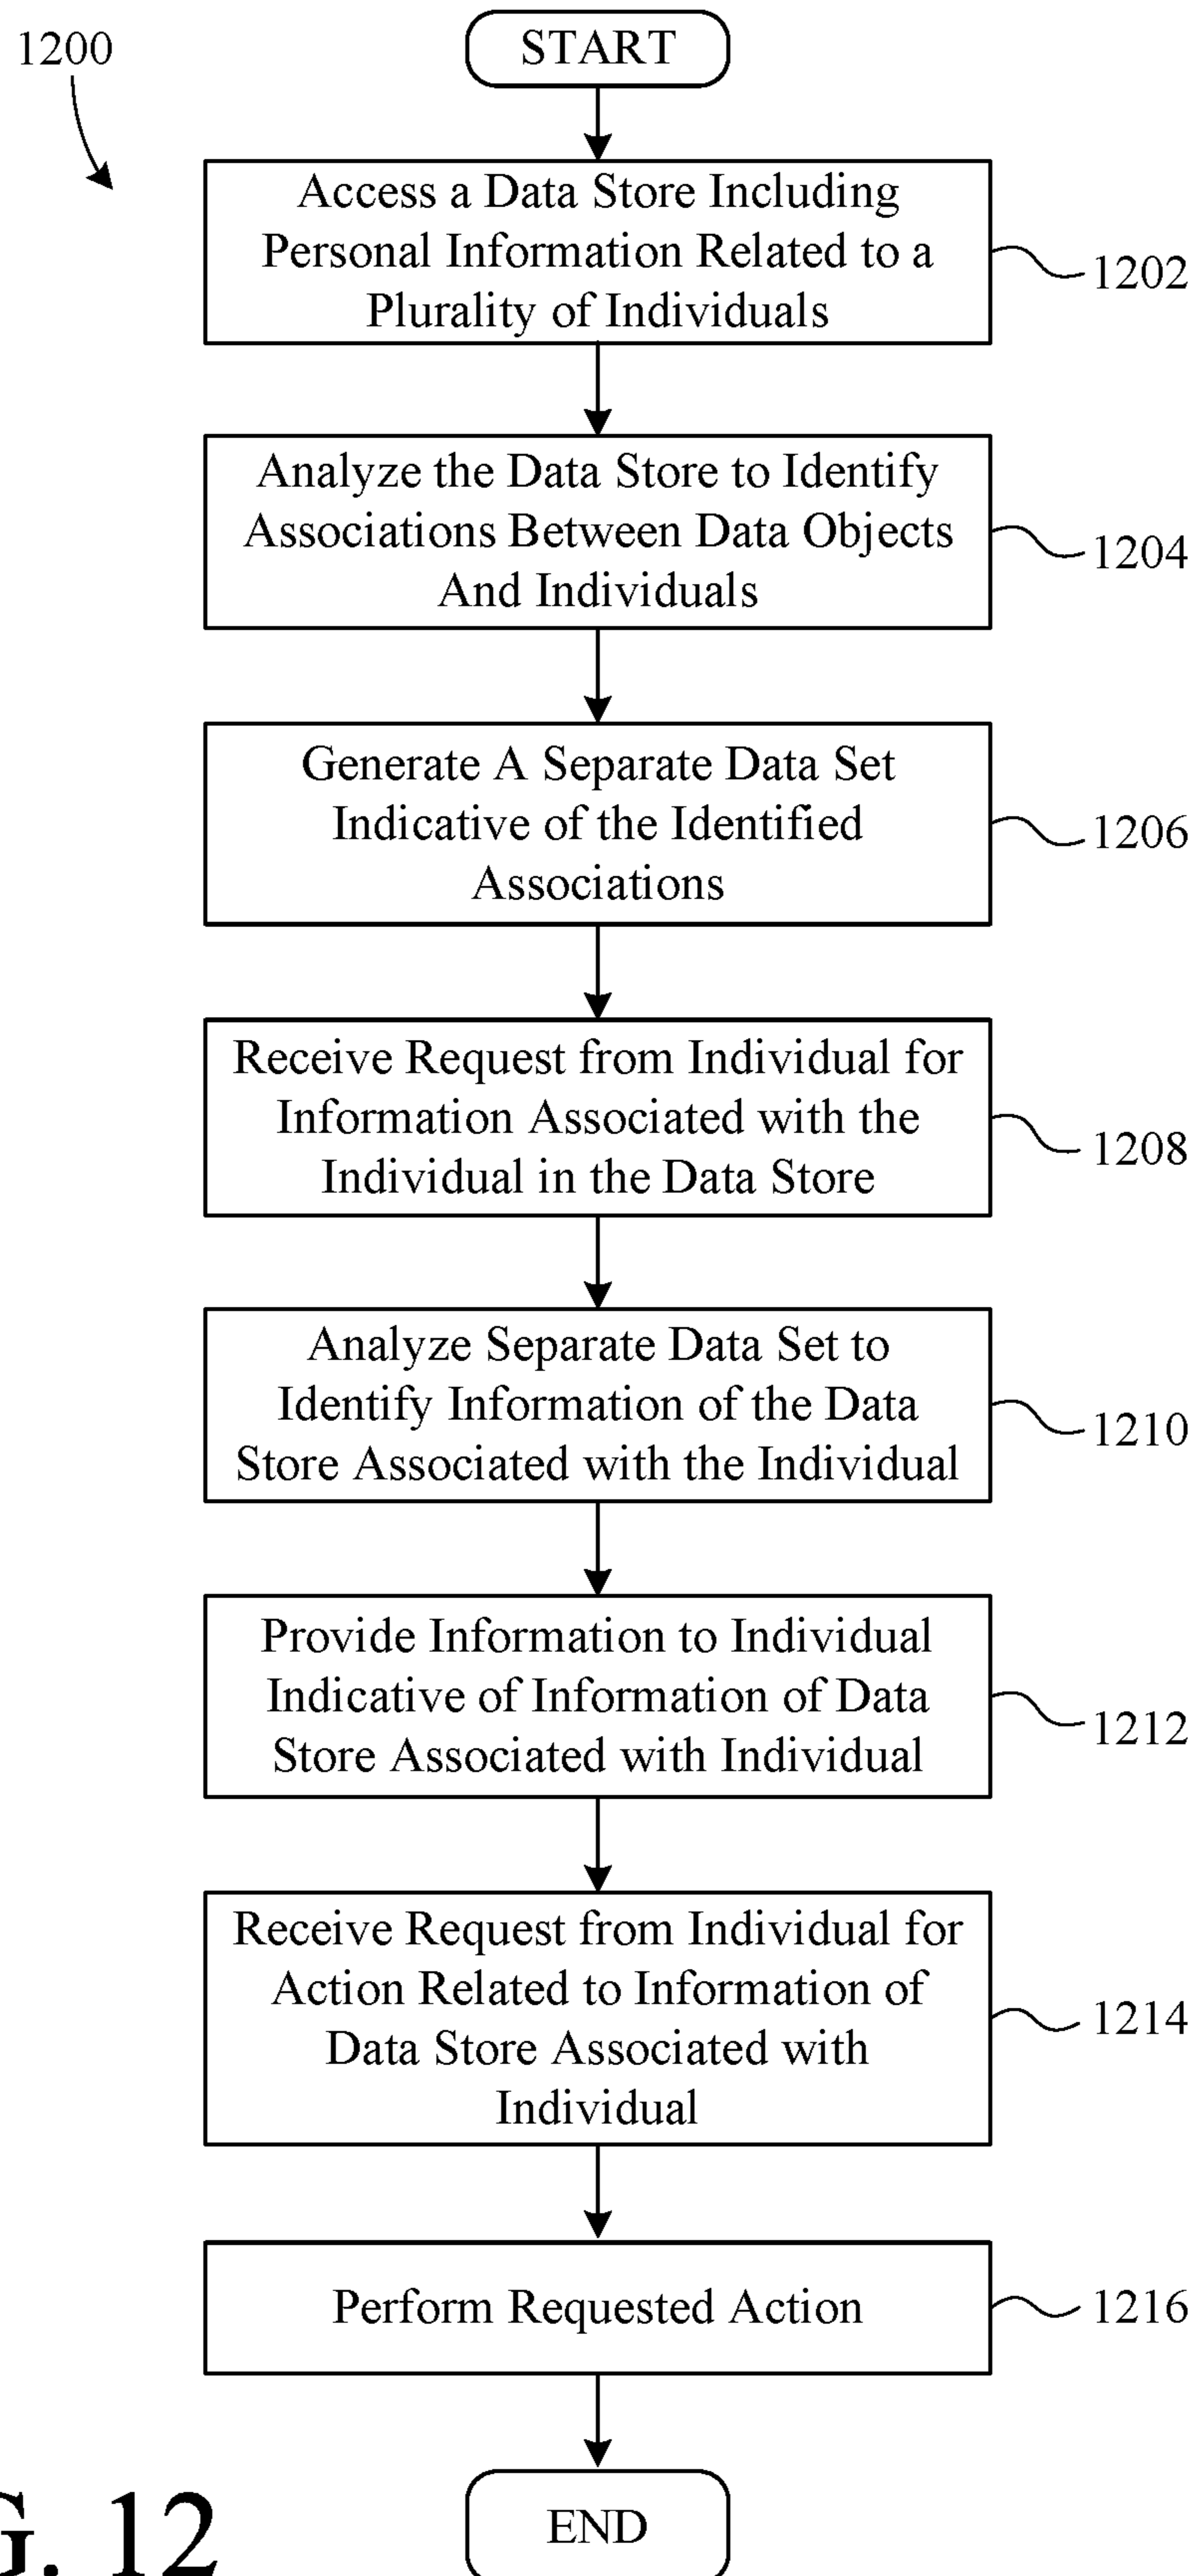 1200
START
Access a Data Store Including
Personal Information Related to a
Plurality of Individuals
1202
Analyze the Data Store to Identify
Associations Between Data Objects
And Individuals
1204
Generate A Separate Data Set
Indicative of the Identified
Associations
1206
Receive Request from Individual for
Information Associated with the
Individual in the Data Store
1208
Analyze Separate Data Set to
Identify Information of the Data
Store Associated with the Individual
1210
Provide Information to Individual
Indicative of Information of Data
Store Associated with Individual
1212
Receive Request from Individual for
Action Related to Information of
Data Store Associated with
Individual
1214
Perform Requested Action
1216
END
G. 12